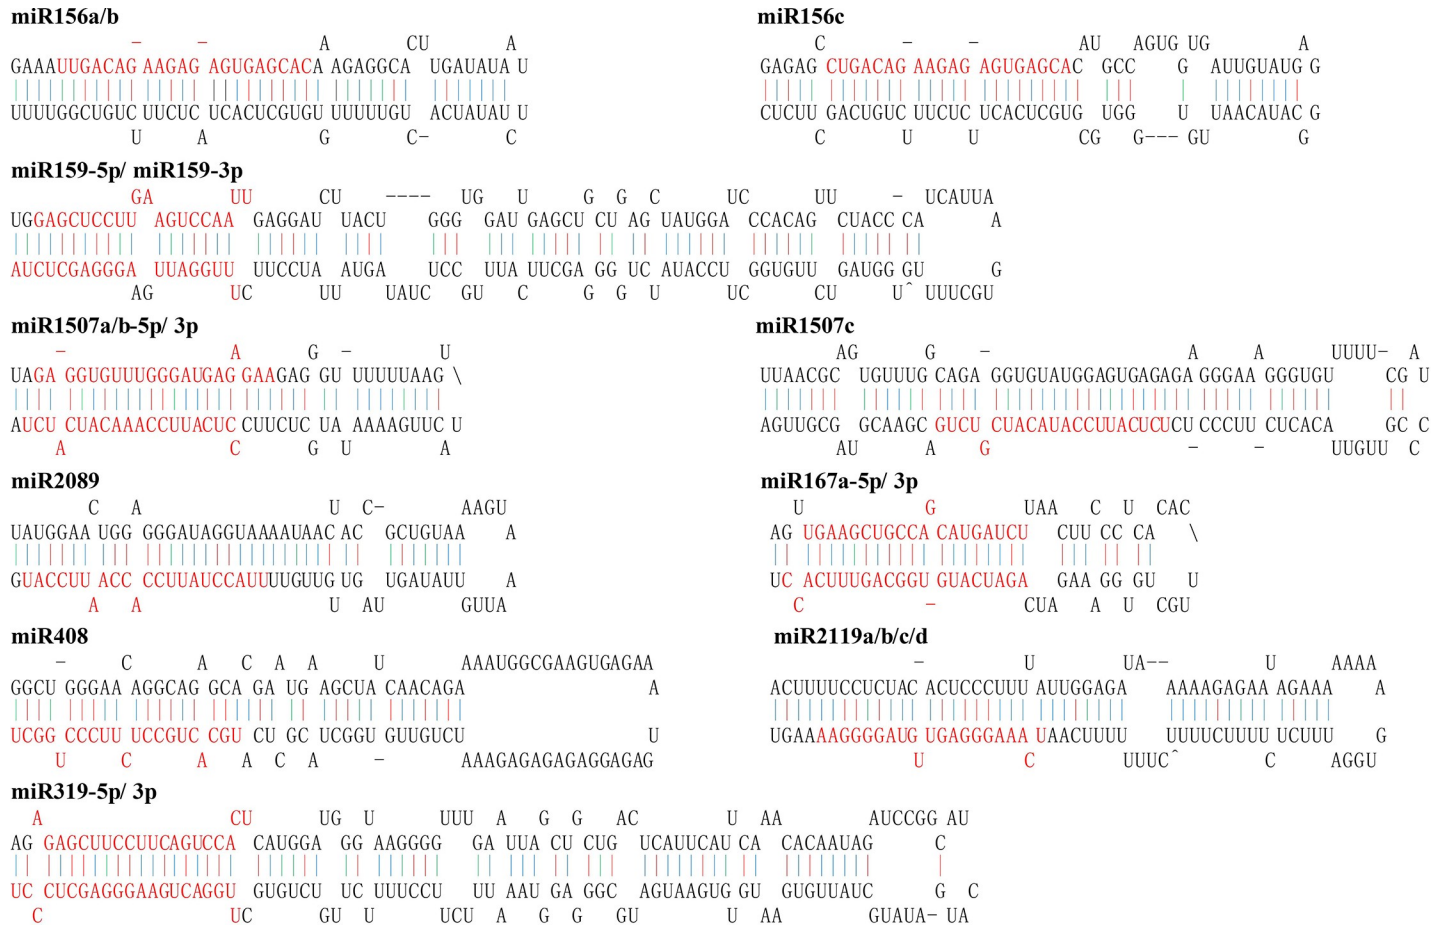 miR156a/b
- - A CU A
GAAAUUGACAG AAGAG AGUGAGCACA AGAGGCA UGAUAUA U
UUUUGGCUGUC UUCUC UCACUCGUGU UUUUUGU ACUAUAU U
U A G C- C
miR156c
C - - AU AGUG UG A
GAGAG CUGACAG AAGAG AGUGAGCAC GCC G AUUGUAUG G
CUCUU GACUGUC UUCUC UCACUCGUG UGG U UAACAUAC G
C U U CG G--- GU G
miR159-5p/ miR159-3p
GA UU CU ---- UG U G G C UC UU - UCAUUA
UGGAGCUCCUU AGUCCAA GAGGAU UACU GGG GAU GAGCU CU AG UAUGGA CCACAG CUACC CA A
AUCUCGAGGGA UUAGGUU UUCCUA AUGA UCC UUA UUCGA GG UC AUACCU GGUGUU GAUGG GU G
AG UC UU UAUC GU C G G U UC CU U^ UUUCGU
miR1507a/b-5p/ 3p
- A G - U
UAGA GGUGUUUGGGAUGAG GAAGAG GU UUUUUAAG \
AUCU CUACAAACCUUACUC CUUCUC UA AAAAGUUC U
A C G U A
miR1507c
AG G - A A UUUU- A
UUAACGC UGUUUG CAGA GGUGUAUGGAGUGAGAGA GGGAA GGGUGU CG U
AGUUGCG GCAAGC GUCU CUACAUACCUUACUCUCU CCCUU CUCACA GC C
AU A G - - UUGUU C
miR2089
C A U C- AAGU
UAUGGAA UGG GGGAUAGGUAAAAUAAC AC GCUGUAA A
GUACCUU ACC CCUUAUCCAUUUUGUUG UG UGAUAUU A
A A U AU GUUA
miR167a-5p/ 3p
U G UAA C U CAC
AG UGAAGCUGCCA CAUGAUCU CUU CC CA \
UC ACUUUGACGGU GUACUAGA GAA GG GU U
C - CUA A U CGU
miR408
- C A C A A U AAAUGGCGAAGUGAGAA
GGCU GGGAA AGGCAG GCA GA UG AGCUA CAACAGA A
UCGG CCCUU UCCGUC CGU CU GC UCGGU GUUGUCU U
U C A A C A - AAAGAGAGAGAGGAGAG
miR2119a/b/c/d
- U UA-- U AAAA
ACUUUUCCUCUAC ACUCCCUUU AUUGGAGA AAAAGAGAA AGAAA A
UGAAAAGGGGAUG UGAGGGAAA UAACUUUU UUUUCUUUU UCUUU G
U C UUUC^ C AGGU
miR319-5p/ 3p
A CU UG U UUU A G G AC U AA AUCCGG AU
AG GAGCUUCCUUCAGUCCA CAUGGA GG AAGGGG GA UUA CU CUG UCAUUCAU CA CACAAUAG C
UC CUCGAGGGAAGUCAGGU GUGUCU UC UUUCCU UU AAU GA GGC AGUAAGUG GU GUGUUAUC G C
C UC GU U UCU A G G GU U AA GUAUA- UA